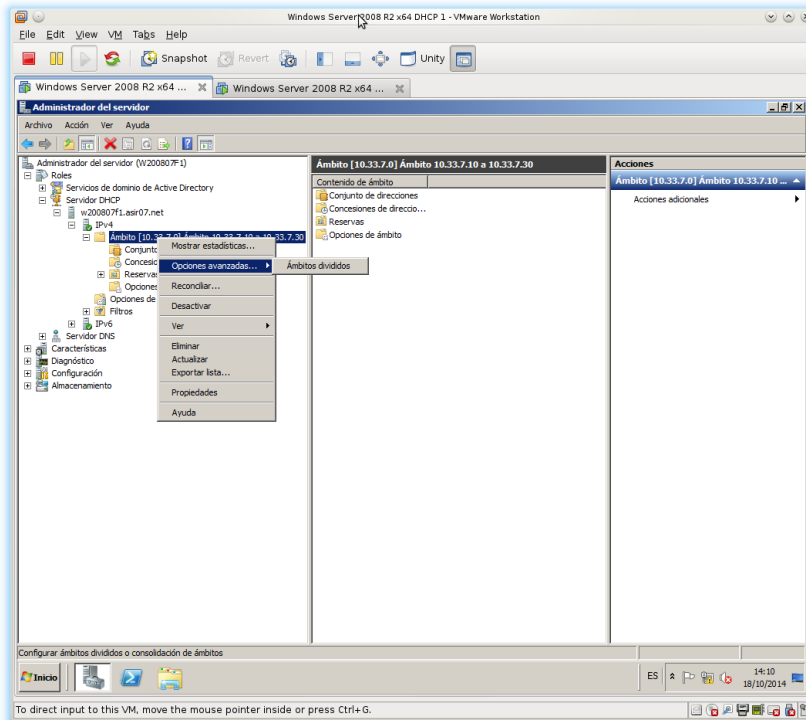 Windows Server 2008 R2 x64 DHCP 1 - VMware Workstation
File Edit View VM Tabs Help
Snapshot Revert Unity
Windows Server 2008 R2 x64 ... Windows Server 2008 R2 x64 ...
Administrador del servidor
Archivo Acción Ver Ayuda
Administrador del servidor (W200807F1)
Roles
Servicios de dominio de Active Directory
Servidor DHCP
w200807f1.asir07.net
IPv4
Ámbito [10.33.7.0] Ámbito 10.33.7.10 a 10.33.7.30
Conjunto
Concesio
Reservas
Opciones
Opciones de
Filtros
IPv6
Servidor DNS
Características
Diagnóstico
Configuración
Almacenamiento
Mostrar estadísticas...
Opciones avanzadas...
Ámbitos divididos
Reconciliar...
Desactivar
Ver
Eliminar
Actualizar
Exportar lista...
Propiedades
Ayuda
Ámbito [10.33.7.0] Ámbito 10.33.7.10 a 10.33.7.30
Contenido de ámbito
Conjunto de direcciones
Concesiones de direccio...
Reservas
Opciones de ámbito
Acciones
Ámbito [10.33.7.0] Ámbito 10.33.7.10 ...
Acciones adicionales
Configurar ámbitos divididos o consolidación de ámbitos
Inicio
ES
14:10
18/10/2014
To direct input to this VM, move the mouse pointer inside or press Ctrl+G.